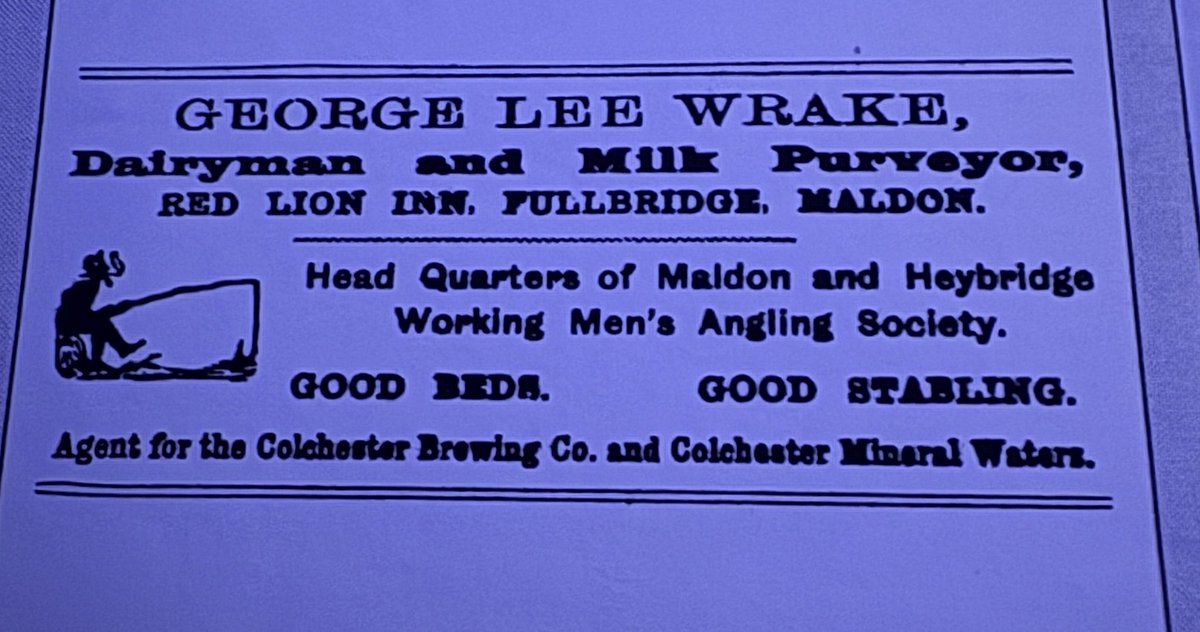 GEORGE LEE WRAKE,
Dairyman and Milk Purveyor,
RED LION INN, FULLBRIDGE, MALDON.
Head Quarters of Maldon and Heybridge
Working Men's Angling Society.
GOOD BEDS. GOOD STABLING.
Agent for the Colchester Brewing Co. and Colchester Mineral Waters.